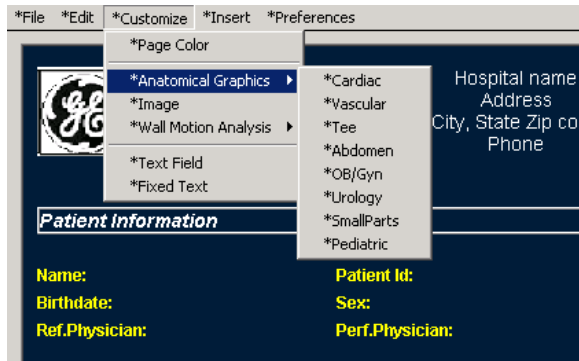 *File *Edit *Customize *Insert *Preferences
*Page Color
*Anatomical Graphics
*Image
*Wall Motion Analysis
*Text Field
*Fixed Text
*Cardiac
*Vascular
*Tee
*Abdomen
*OB/Gyn
*Urology
*SmallParts
*Pediatric
GE
Hospital name
Address
City, State Zip co
Phone
Patient Information
Name: Patient Id:
Birthdate: Sex:
Ref.Physician: Perf.Physician: